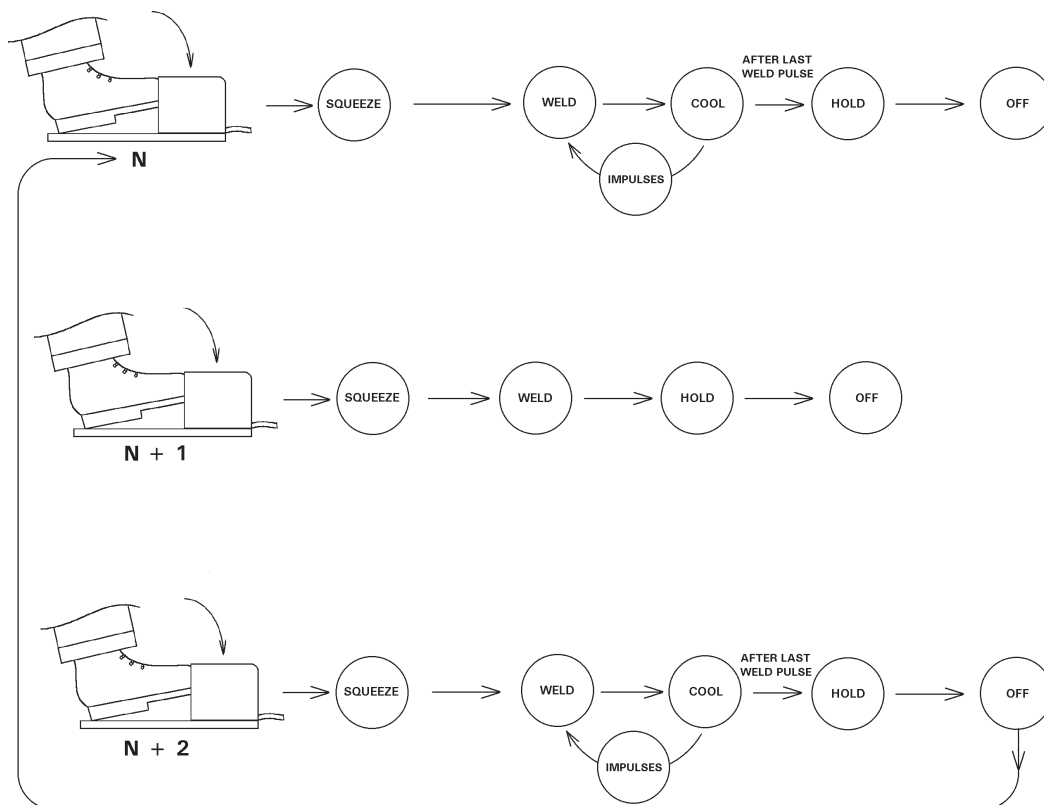 AFTER LAST
WELD PULSE
SQUEEZE
WELD
COOL
HOLD
OFF
IMPULSES
N
SQUEEZE
WELD
HOLD
OFF
N + 1
AFTER LAST
WELD PULSE
SQUEEZE
WELD
COOL
HOLD
OFF
IMPULSES
N + 2